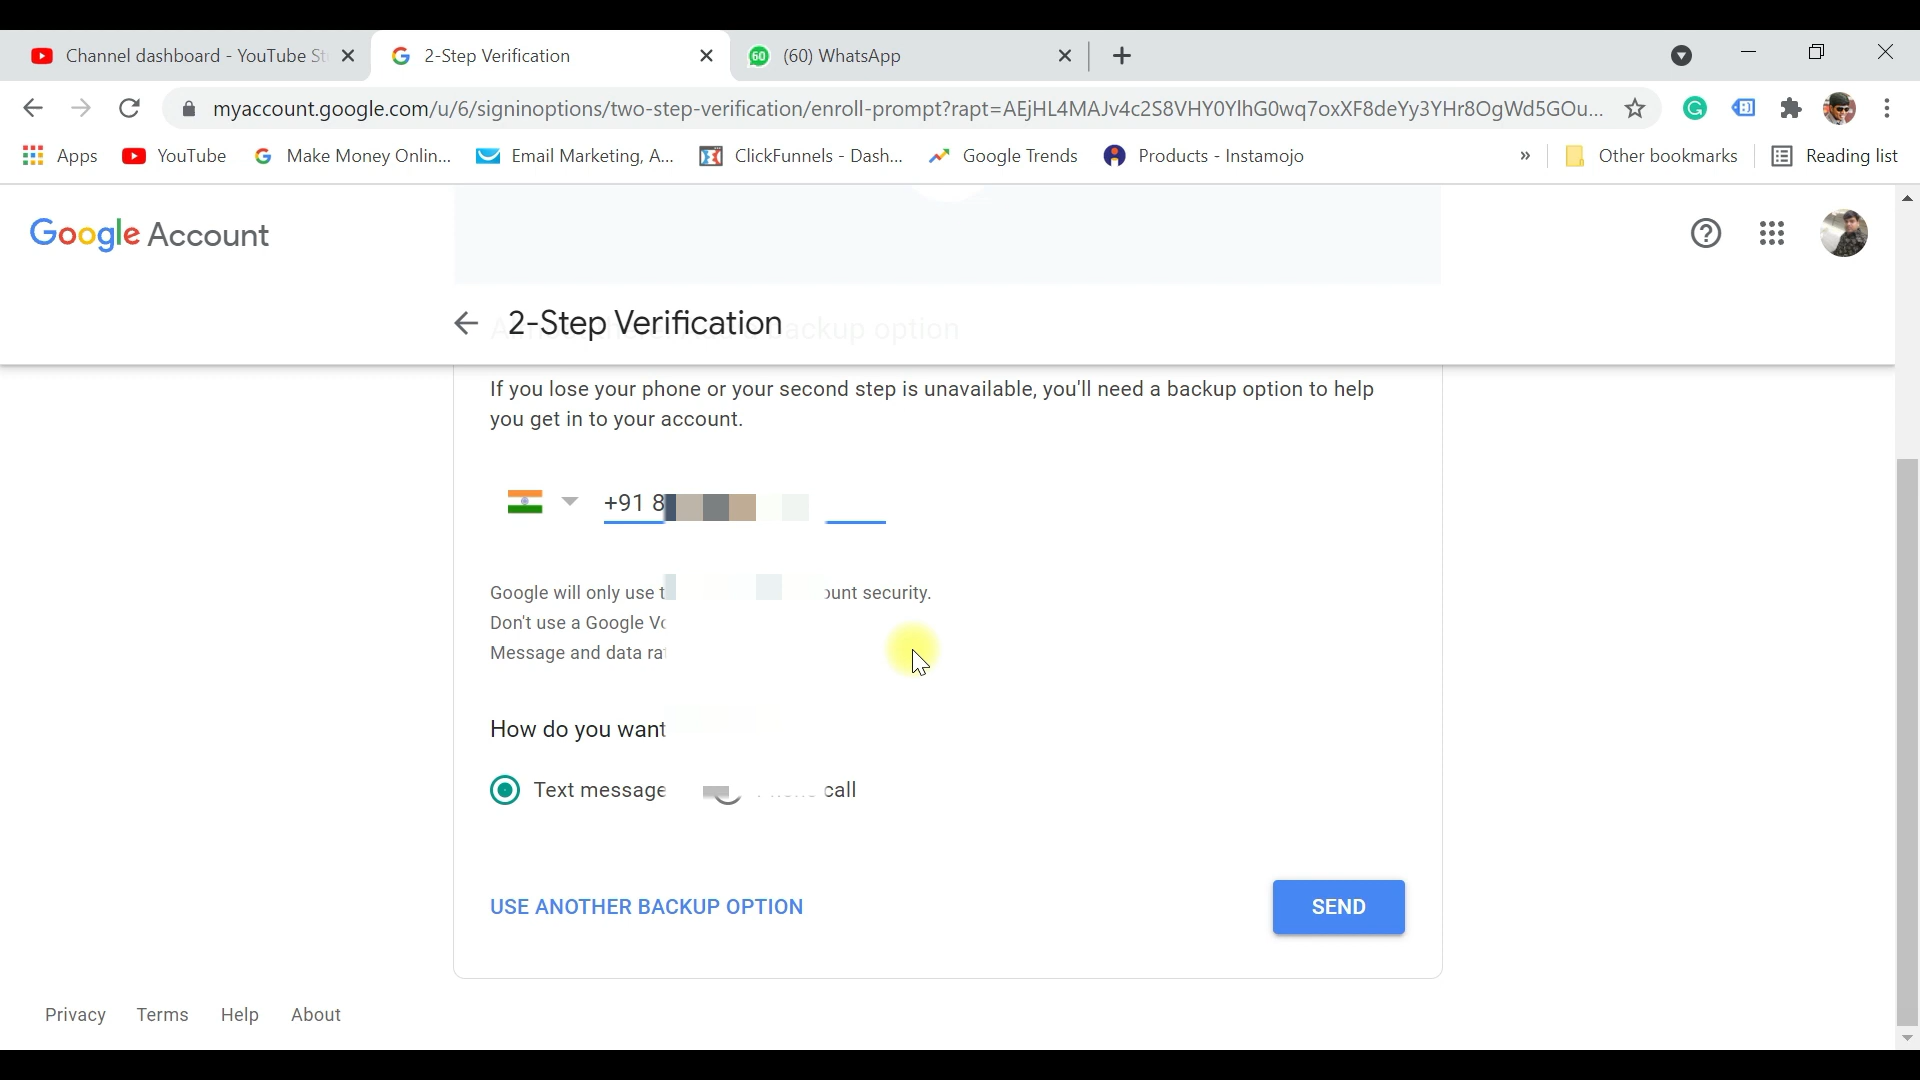 Channel dashboard - YouTube St
2-Step Verification
60
(60) WhatsApp
myaccount.google.com/u/6/signinoptions/two-step-verification/enroll-prompt?rapt=AEjHL4MAJv4c2S8VHY0YlhG0wq7oxXF8deYy3YHr8OgWd5GOu...
Apps
YouTube
Make Money Onlin...
Email Marketing, A...
ClickFunnels - Dash...
Google Trends
Products - Instamojo
»
Other bookmarks
Reading list
Google Account
2-Step Verification
backup option
If you lose your phone or your second step is unavailable, you'll need a backup option to help
you get in to your account.
+91 8
Google will only use
security.
Don't use a Google
Message and data
How do you want
Text message
call
USE ANOTHER BACKUP OPTION
SEND
Privacy
Terms
Help
About